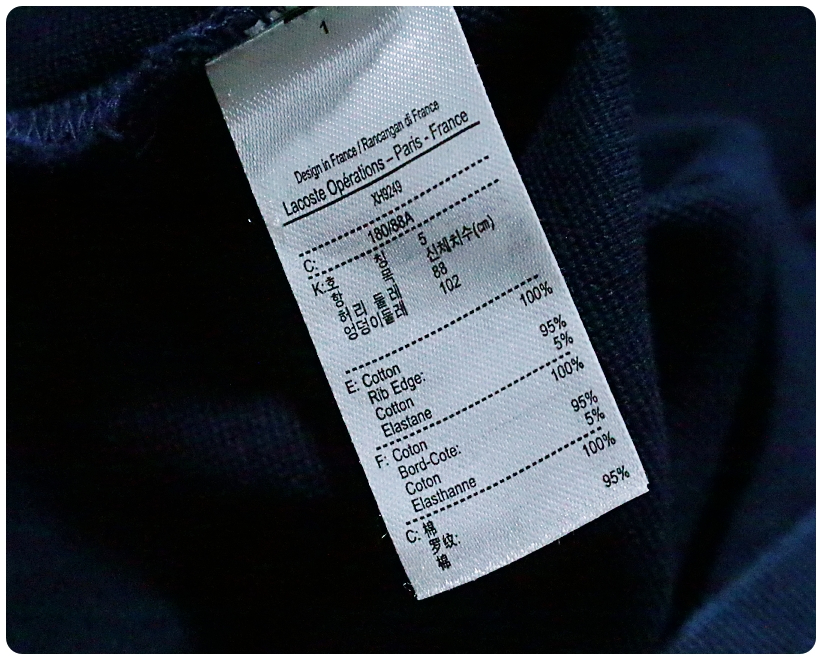 1
Design in France / Rancangan di France
Lacoste Opérations – Paris - France
XH9249
C: 180/88A
K: 호 칭 5
항 목 신체치수(cm)
허 리 둘 레 88
엉덩이둘레 102
E: Cotton 100%
Rib Edge:
Cotton 95%
Elastane 5%
F: Coton 100%
Bord-Cote:
Coton 95%
Elasthanne 5%
C: 棉 100%
罗纹:
棉 95%